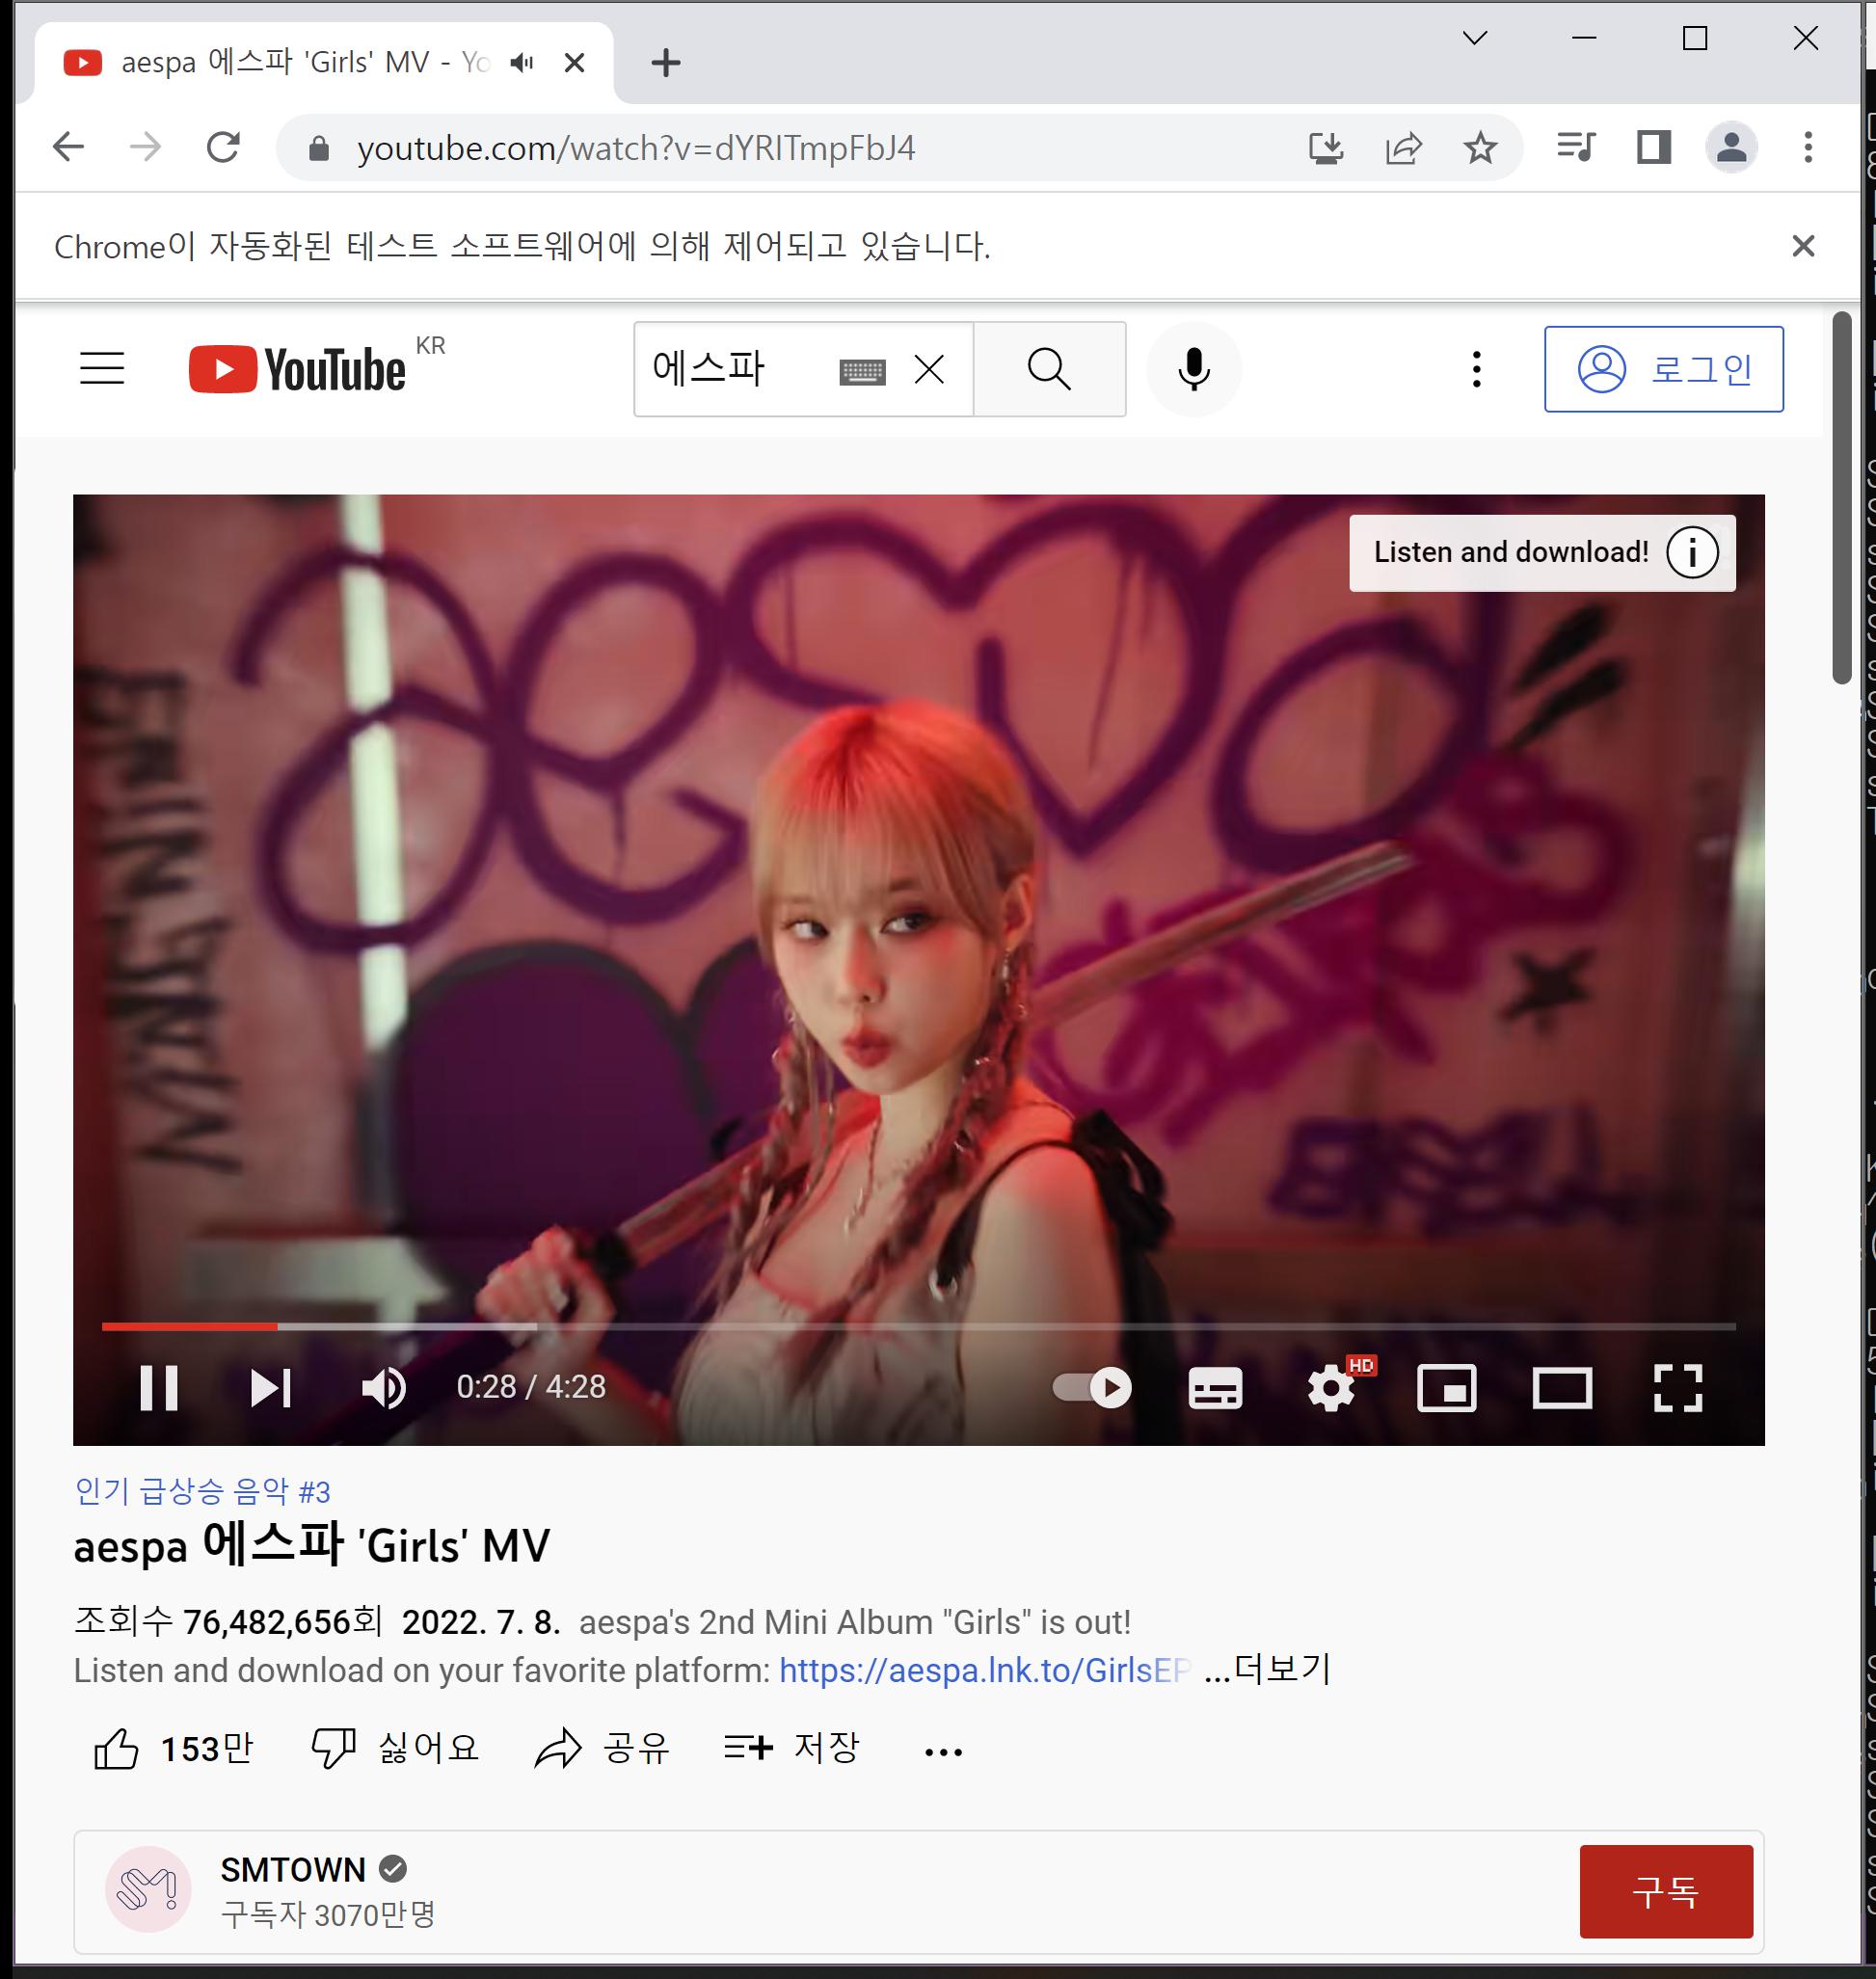 aespa 에스파 'Girls' MV - Yo
youtube.com/watch?v=dYRITmpFbJ4
Chrome이 자동화된 테스트 소프트웨어에 의해 제어되고 있습니다.
YouTube KR
에스파
로그인
Listen and download!
aespa
0:28 / 4:28
HD
인기 급상승 음악 #3
aespa 에스파 'Girls' MV
조회수 76,482,656회 2022. 7. 8. aespa's 2nd Mini Album "Girls" is out!
Listen and download on your favorite platform: https://aespa.lnk.to/GirlsEP ...더보기
153만 싫어요 공유 저장
SM
SMTOWN
구독자 3070만명
구독